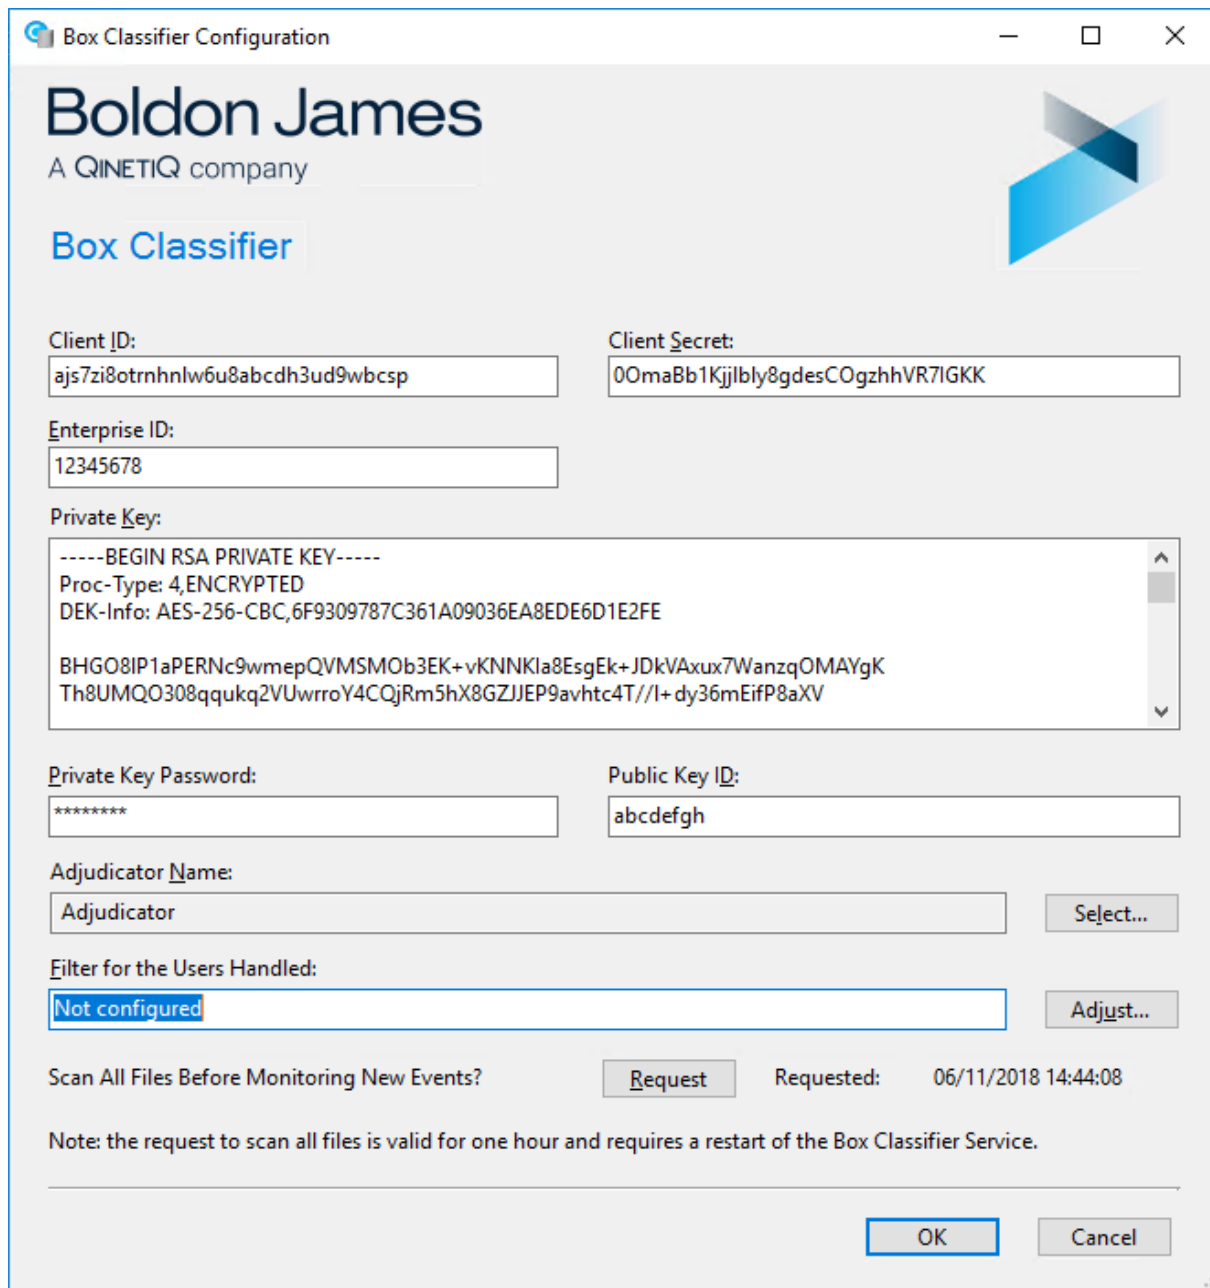 Box Classifier Configuration
Boldon James
A QINETIQ company
Box Classifier
Client ID:
Client Secret:
ajs7zi8otrnhnlw6u8abcdh3ud9wbcsp
0OmaBb1KjjIbly8gdesCOgzhhVR7IGKK
Enterprise ID:
12345678
Private Key:
-----BEGIN RSA PRIVATE KEY-----
Proc-Type: 4,ENCRYPTED
DEK-Info: AES-256-CBC,6F9309787C361A09036EA8EDE6D1E2FE
BHGO8IP1aPERNc9wmepQVMSMOb3EK+vKNNKIa8EsgEk+JDkVAxux7WanzqOMAYgK
Th8UMQO308qqukq2VUwrroY4CQjRm5hX8GZJJEP9avhtc4T//I+dy36mEifP8aXV
Private Key Password:
Public Key ID:
********
abcdefgh
Adjudicator Name:
Adjudicator
Select...
Filter for the Users Handled:
Not configured
Adjust...
Scan All Files Before Monitoring New Events?
Request
Requested:
06/11/2018 14:44:08
Note: the request to scan all files is valid for one hour and requires a restart of the Box Classifier Service.
OK
Cancel